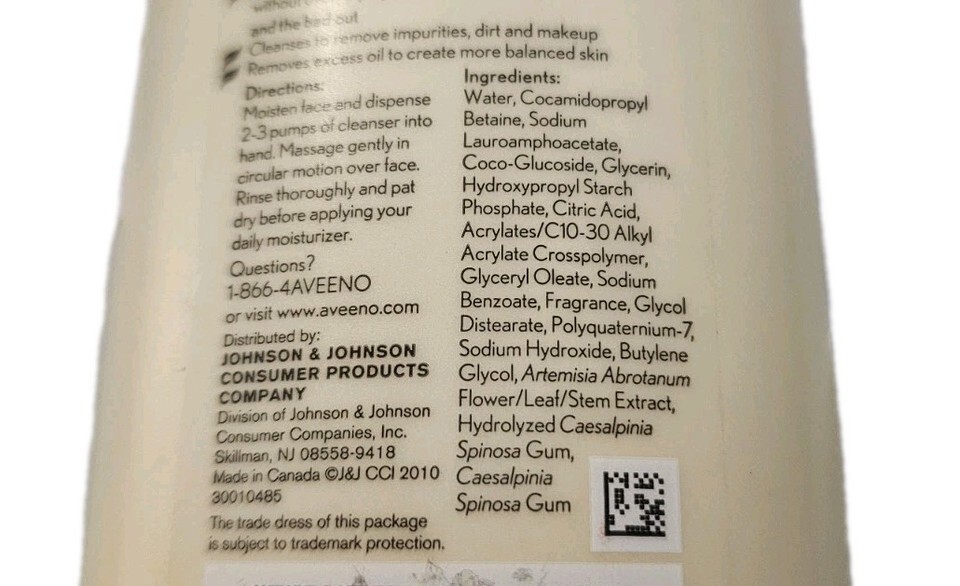 without
and the bad out
Cleanses to remove impurities, dirt and makeup
Removes excess oil to create more balanced skin
Directions:
Moisten face and dispense
2-3 pumps of cleanser into
hand. Massage gently in
circular motion over face.
Rinse thoroughly and pat
dry before applying your
daily moisturizer.
Questions?
1-866-4AVEENO
or visit www.aveeno.com
Distributed by:
JOHNSON & JOHNSON
CONSUMER PRODUCTS
COMPANY
Division of Johnson & Johnson
Consumer Companies, Inc.
Skillman, NJ 08558-9418
Made in Canada ©J&J CCI 2010
30010485
The trade dress of this package
is subject to trademark protection.
Ingredients:
Water, Cocamidopropyl
Betaine, Sodium
Lauroamphoacetate,
Coco-Glucoside, Glycerin,
Hydroxypropyl Starch
Phosphate, Citric Acid,
Acrylates/C10-30 Alkyl
Acrylate Crosspolymer,
Glyceryl Oleate, Sodium
Benzoate, Fragrance, Glycol
Distearate, Polyquaternium-7,
Sodium Hydroxide, Butylene
Glycol, Artemisia Abrotanum
Flower/Leaf/Stem Extract,
Hydrolyzed Caesalpinia
Spinosa Gum,
Caesalpinia
Spinosa Gum